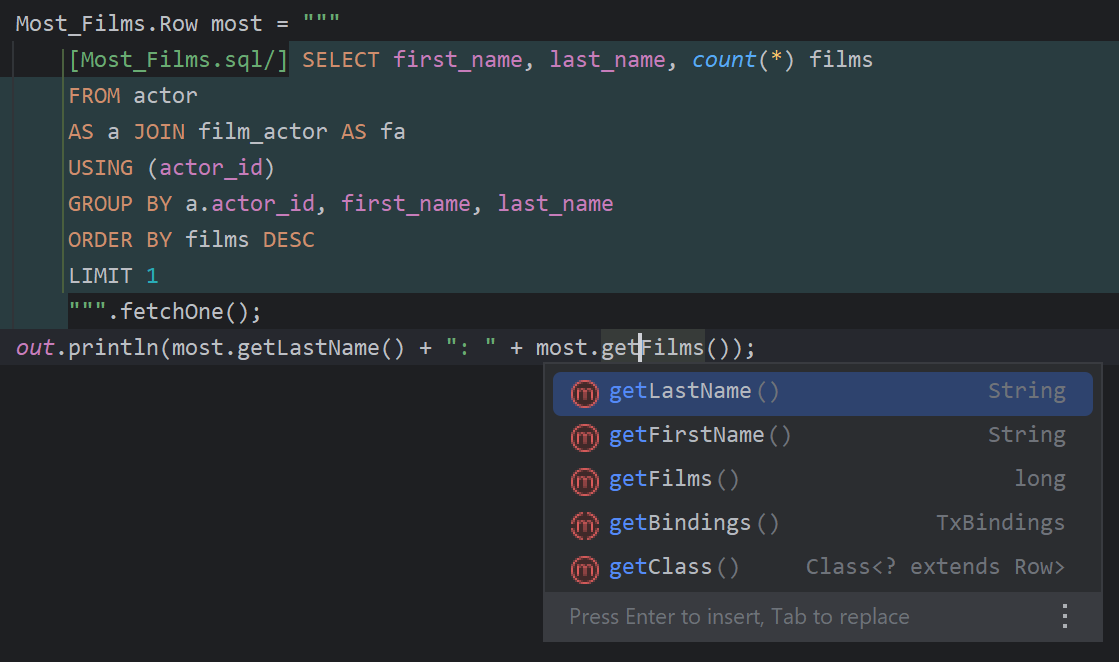 Most_Films.Row most = """
[Most_Films.sql/] SELECT first_name, last_name, count(*) films
FROM actor
AS a JOIN film_actor AS fa
USING (actor_id)
GROUP BY a.actor_id, first_name, last_name
ORDER BY films DESC
LIMIT 1
""".fetchOne();
out.println(most.getLastName() + ": " + most.getFilms());
m getLastName() String
m getFirstName() String
m getFilms() long
m getBindings() TxBindings
m getClass() Class<? extends Row>
Press Enter to insert, Tab to replace